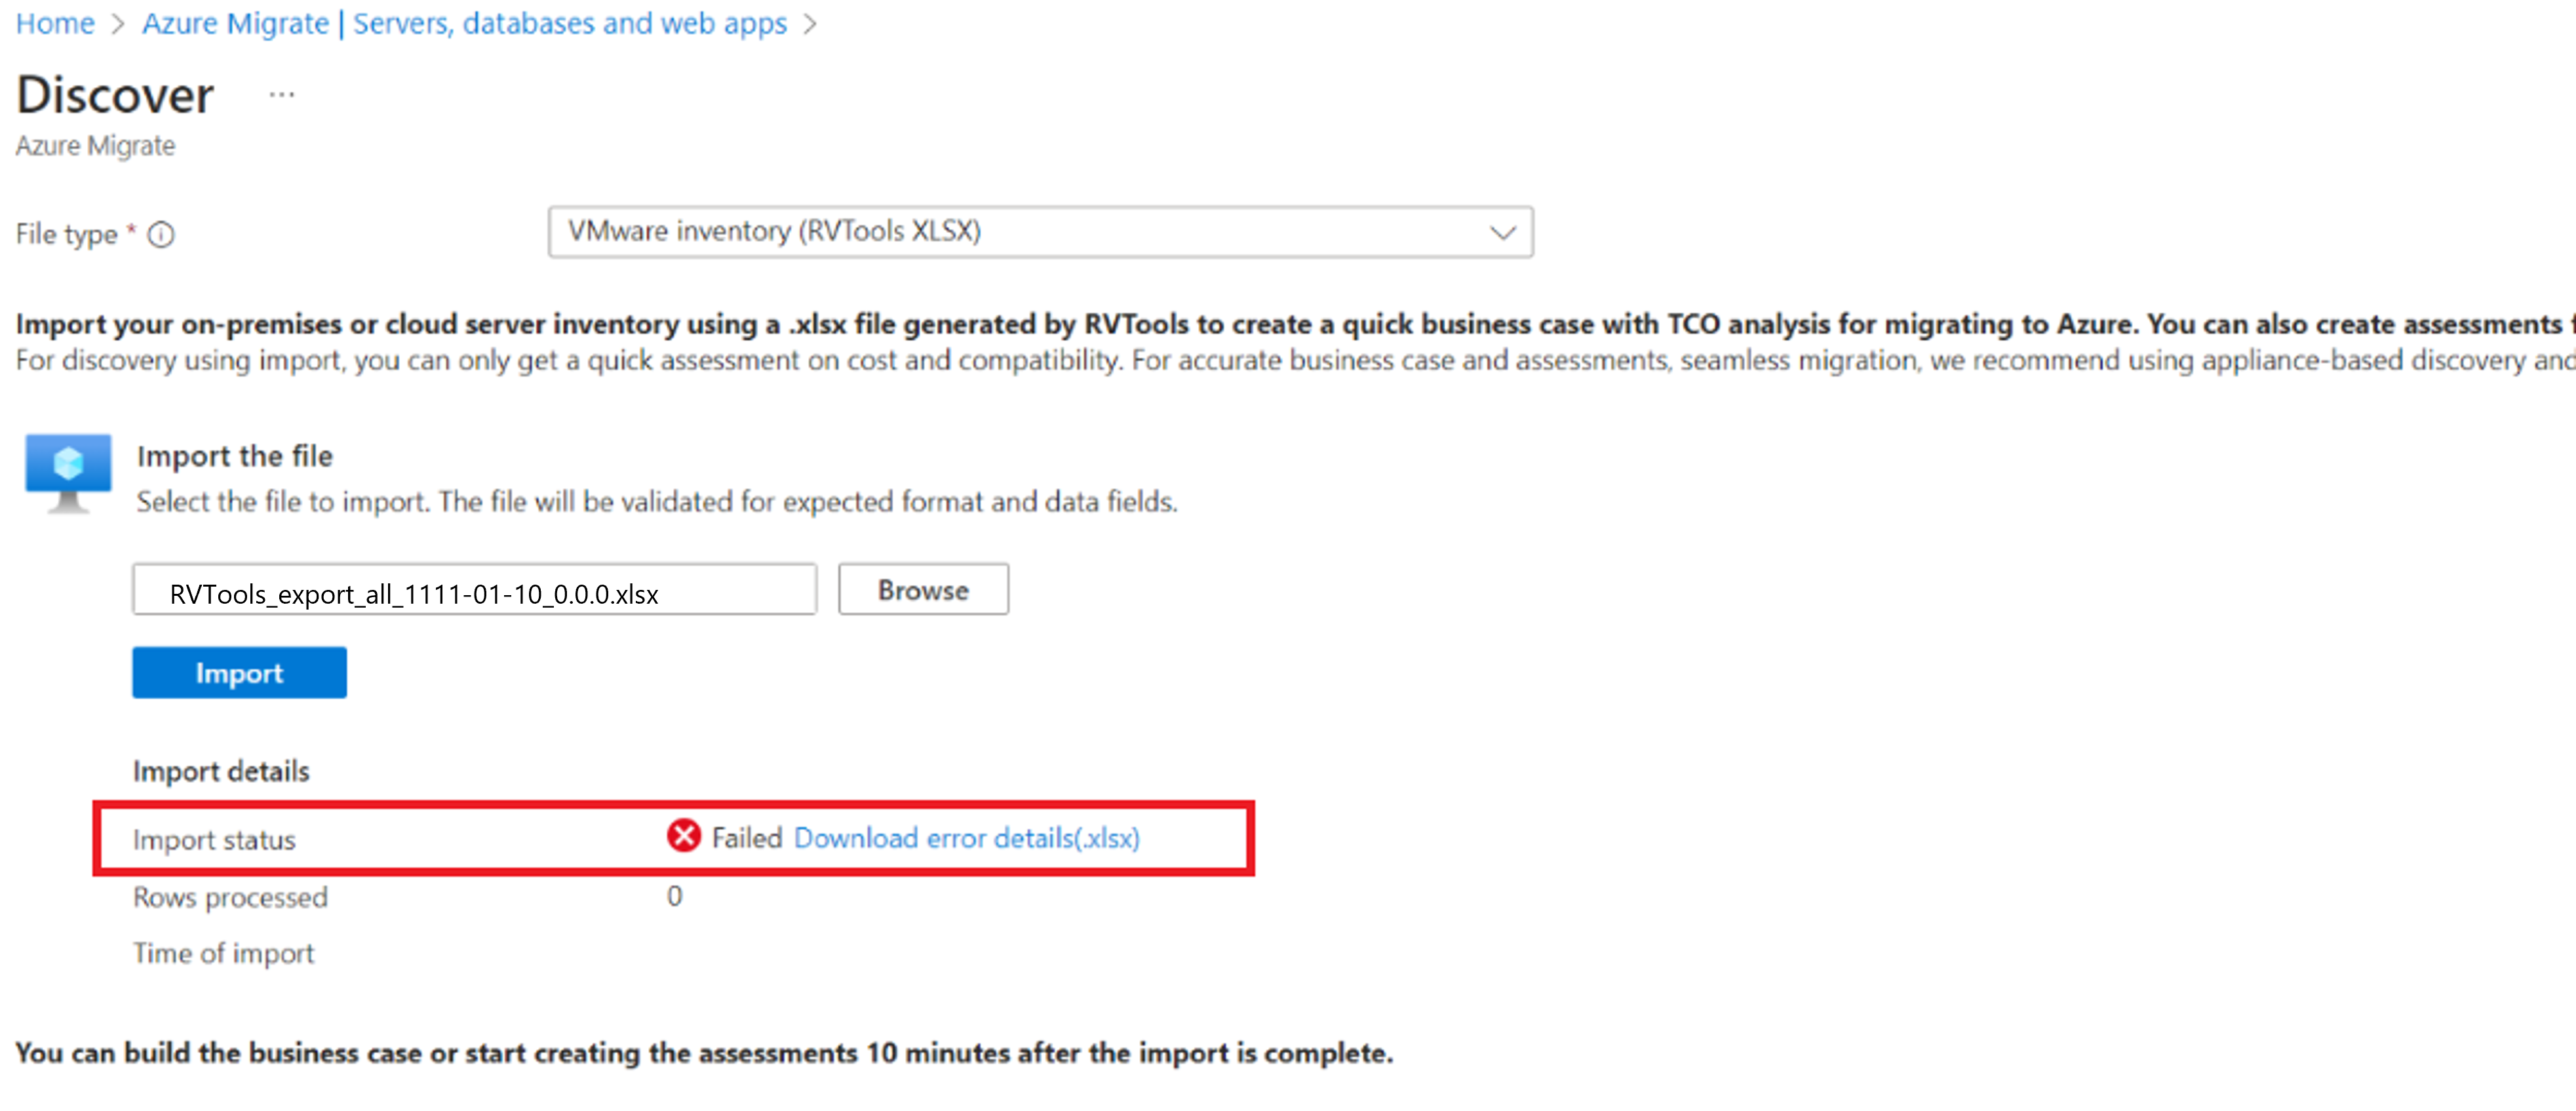 Home > Azure Migrate | Servers, databases and web apps >
Discover ...
Azure Migrate
File type * VMware inventory (RVTools XLSX)
Import your on-premises or cloud server inventory using a .xlsx file generated by RVTools to create a quick business case with TCO analysis for migrating to Azure. You can also create assessments
For discovery using import, you can only get a quick assessment on cost and compatibility. For accurate business case and assessments, seamless migration, we recommend using appliance-based discovery and
Import the file
Select the file to import. The file will be validated for expected format and data fields.
RVTools_export_all_1111-01-10_0.0.0.xlsx Browse
Import
Import details
Import status Failed Download error details(.xlsx)
Rows processed 0
Time of import
You can build the business case or start creating the assessments 10 minutes after the import is complete.